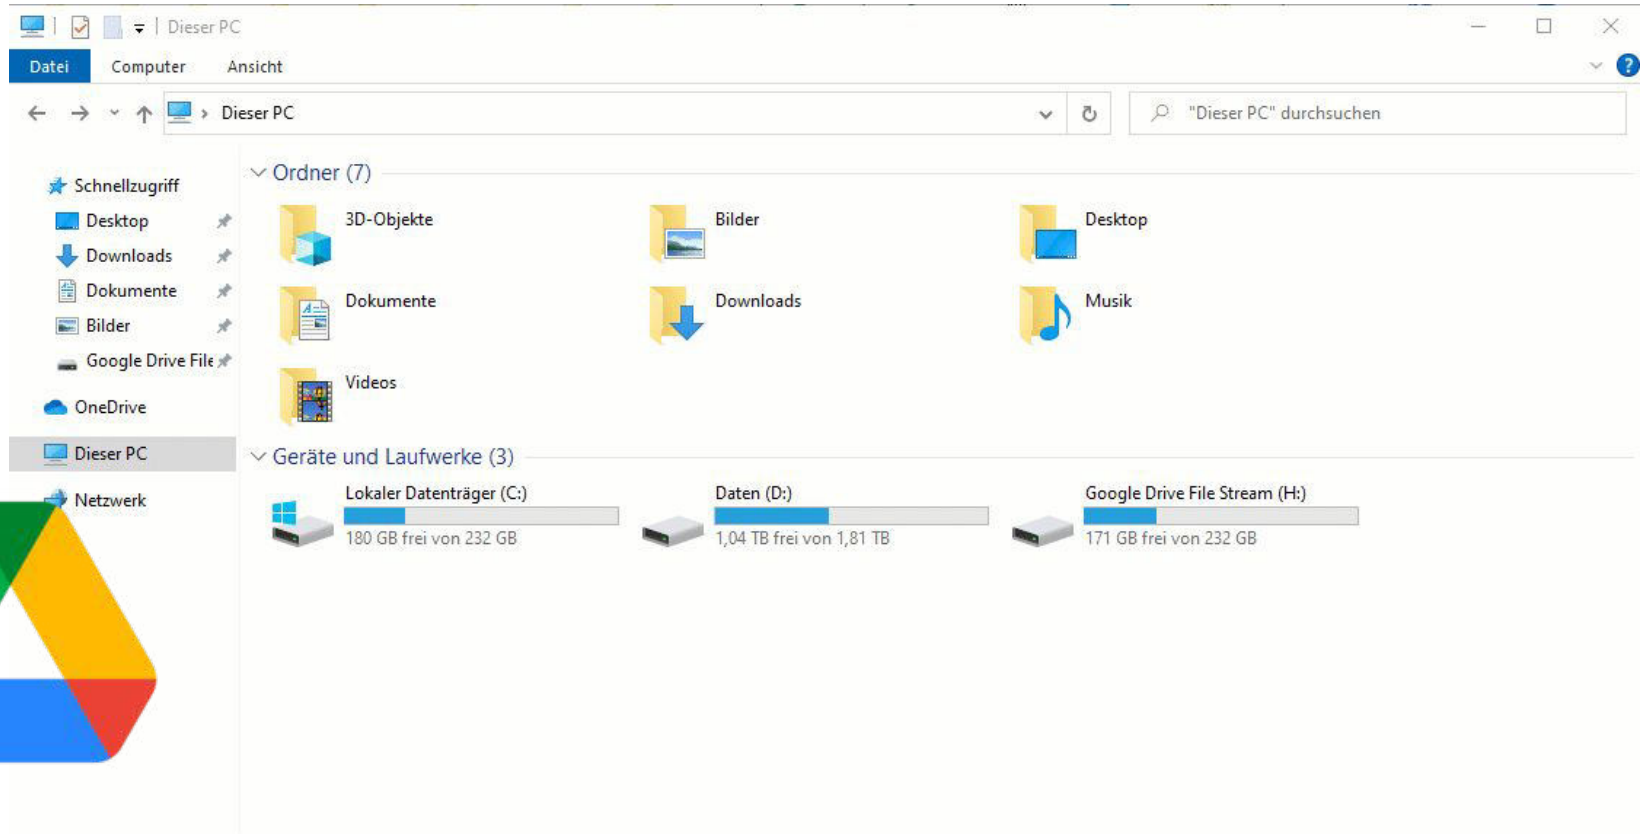 Dieser PC
Datei Computer Ansicht
Dieser PC
"Dieser PC" durchsuchen
Schnellzugriff
Desktop
Downloads
Dokumente
Bilder
Google Drive File
OneDrive
Dieser PC
Netzwerk
Ordner (7)
3D-Objekte
Bilder
Desktop
Dokumente
Downloads
Musik
Videos
Geräte und Laufwerke (3)
Lokaler Datenträger (C:)
180 GB frei von 232 GB
Daten (D:)
1,04 TB frei von 1,81 TB
Google Drive File Stream (H:)
171 GB frei von 232 GB